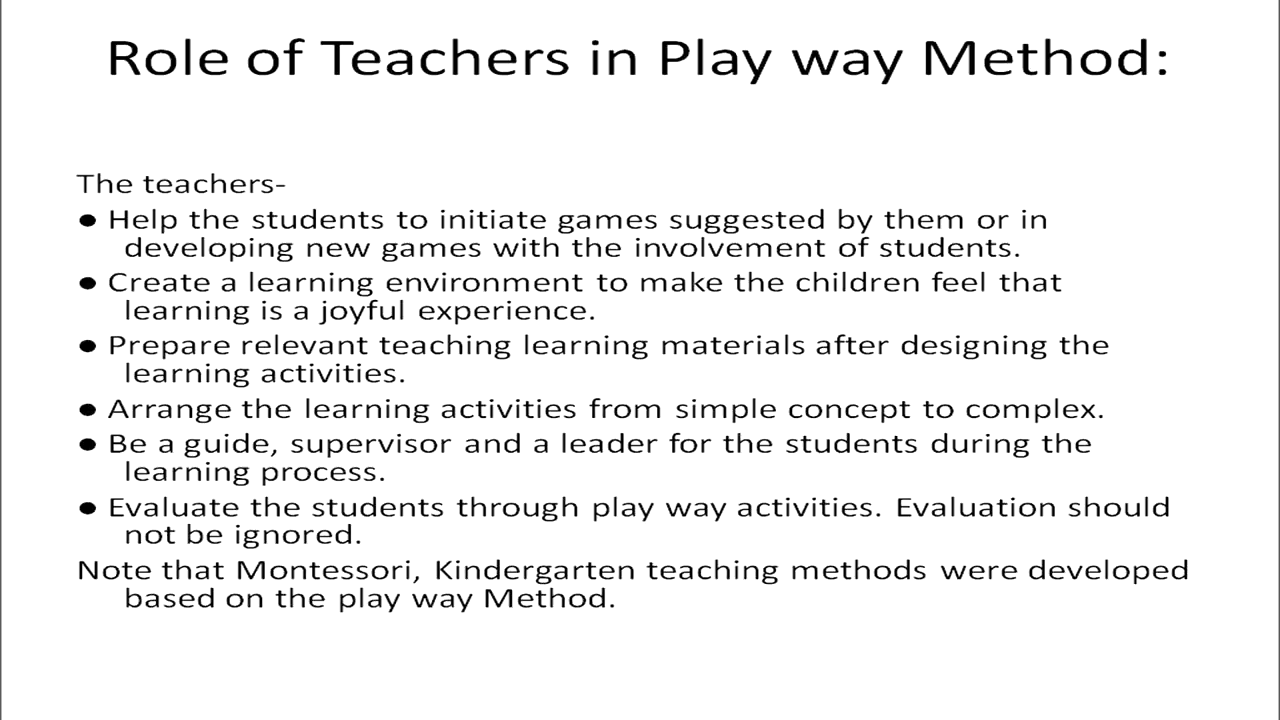 Role of Teachers in Play way Method:
The teachers-
● Help the students to initiate games suggested by them or in
developing new games with the involvement of students.
● Create a learning environment to make the children feel that
learning is a joyful experience.
● Prepare relevant teaching learning materials after designing the
learning activities.
● Arrange the learning activities from simple concept to complex.
● Be a guide, supervisor and a leader for the students during the
learning process.
● Evaluate the students through play way activities. Evaluation should
not be ignored.
Note that Montessori, Kindergarten teaching methods were developed
based on the play way Method.